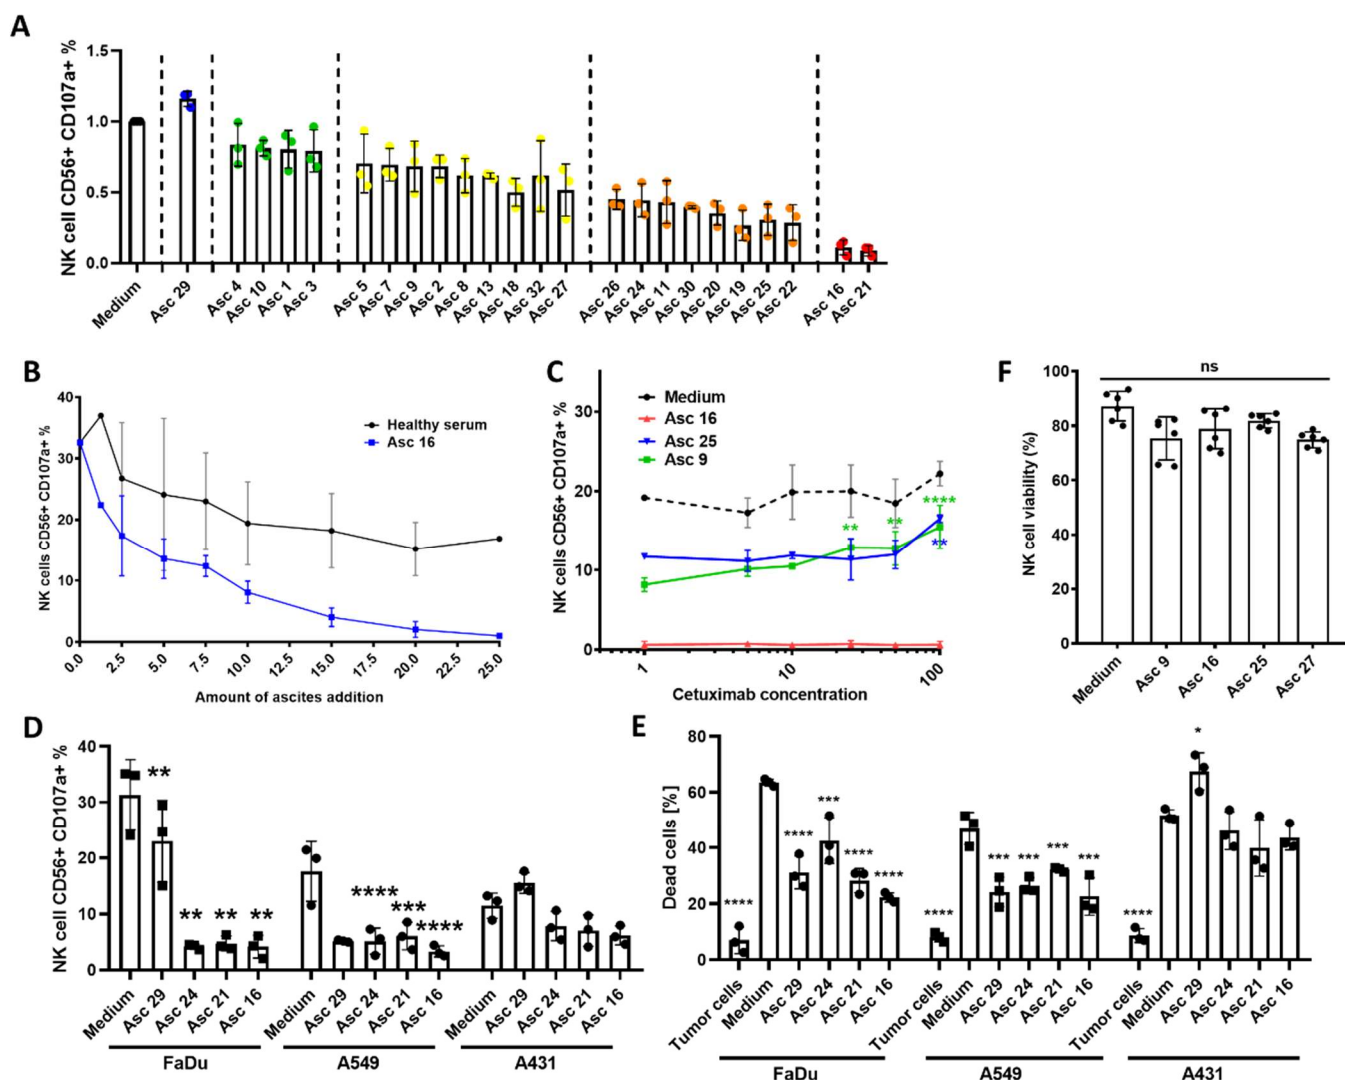 A
NK cell CD56+ CD107a+ %
1.5
1.0
0.5
0.0
Medium
Asc 29
Asc 4
Asc 10
Asc 1
Asc 3
Asc 5
Asc 7
Asc 9
Asc 2
Asc 8
Asc 13
Asc 18
Asc 32
Asc 27
Asc 26
Asc 24
Asc 11
Asc 30
Asc 20
Asc 19
Asc 25
Asc 22
Asc 16
Asc 21
B
NK cells CD56+ CD107a+ %
40
30
20
10
0
Healthy serum
Asc 16
0.0
2.5
5.0
7.5
10.0
12.5
15.0
17.5
20.0
22.5
25.0
Amount of ascites addition
C
NK cells CD56+ CD107a+ %
30
20
10
0
Medium
Asc 16
Asc 25
Asc 9
**
**
****
**
1
10
100
Cetuximab concentration
F
NK cell viability (%)
100
80
60
40
20
0
ns
Medium
Asc 9
Asc 16
Asc 25
Asc 27
D
NK cell CD56+ CD107a+ %
40
30
20
10
0
**
**
**
**
****
***
****
Medium
Asc 29
Asc 24
Asc 21
Asc 16
Medium
Asc 29
Asc 24
Asc 21
Asc 16
Medium
Asc 29
Asc 24
Asc 21
Asc 16
FaDu
A549
A431
E
Dead cells [%]
80
60
40
20
0
****
****
***
****
****
****
***
***
***
***
****
*
Tumor cells
Medium
Asc 29
Asc 24
Asc 21
Asc 16
Tumor cells
Medium
Asc 29
Asc 24
Asc 21
Asc 16
Tumor cells
Medium
Asc 29
Asc 24
Asc 21
Asc 16
FaDu
A549
A431